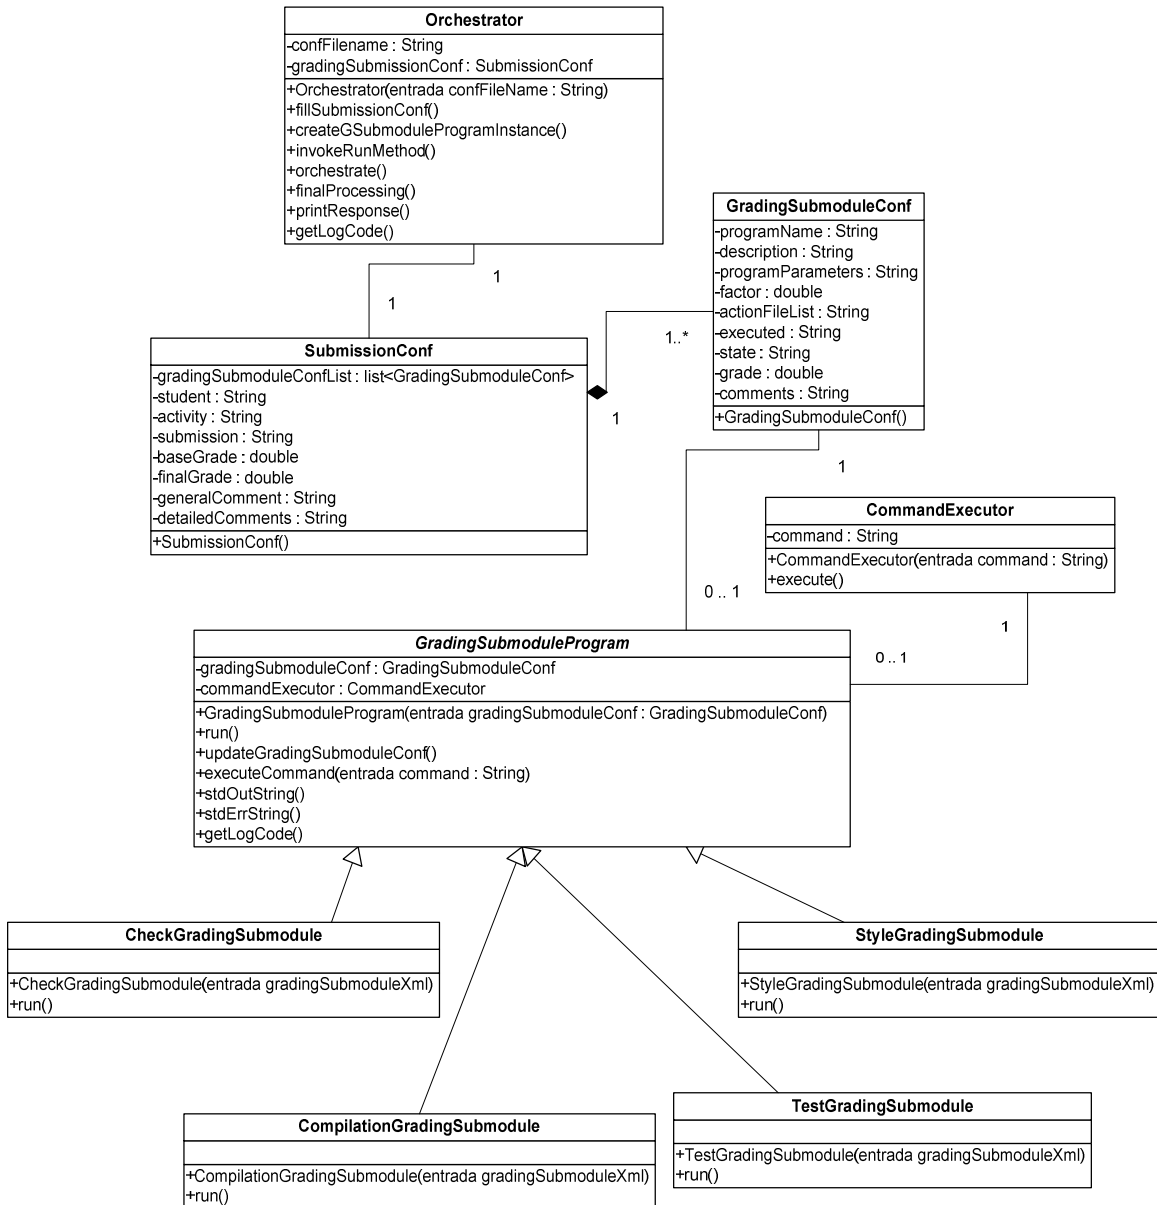 Orchestrator
-confFilename : String
-gradingSubmissionConf : SubmissionConf
+Orchestrator(entrada confFileName : String)
+fillSubmissionConf()
+createGSubmoduleProgramInstance()
+invokeRunMethod()
+orchestrate()
+finalProcessing()
+printResponse()
+getLogCode()
1
1
GradingSubmoduleConf
-programName : String
-description : String
-programParameters : String
-factor : double
-actionFileList : String
-executed : String
-state : String
-grade : double
-comments : String
+GradingSubmoduleConf()
1..*
1
SubmissionConf
-gradingSubmoduleConfList : list<GradingSubmoduleConf>
-student : String
-activity : String
-submission : String
-baseGrade : double
-finalGrade : double
-generalComment : String
-detailedComments : String
+SubmissionConf()
1
0 .. 1
CommandExecutor
-command : String
+CommandExecutor(entrada command : String)
+execute()
1
0 .. 1
GradingSubmoduleProgram
-gradingSubmoduleConf : GradingSubmoduleConf
-commandExecutor : CommandExecutor
+GradingSubmoduleProgram(entrada gradingSubmoduleConf : GradingSubmoduleConf)
+run()
+updateGradingSubmoduleConf()
+executeCommand(entrada command : String)
+stdOutString()
+stdErrString()
+getLogCode()
CheckGradingSubmodule
+CheckGradingSubmodule(entrada gradingSubmoduleXml)
+run()
StyleGradingSubmodule
+StyleGradingSubmodule(entrada gradingSubmoduleXml)
+run()
CompilationGradingSubmodule
+CompilationGradingSubmodule(entrada gradingSubmoduleXml)
+run()
TestGradingSubmodule
+TestGradingSubmodule(entrada gradingSubmoduleXml)
+run()